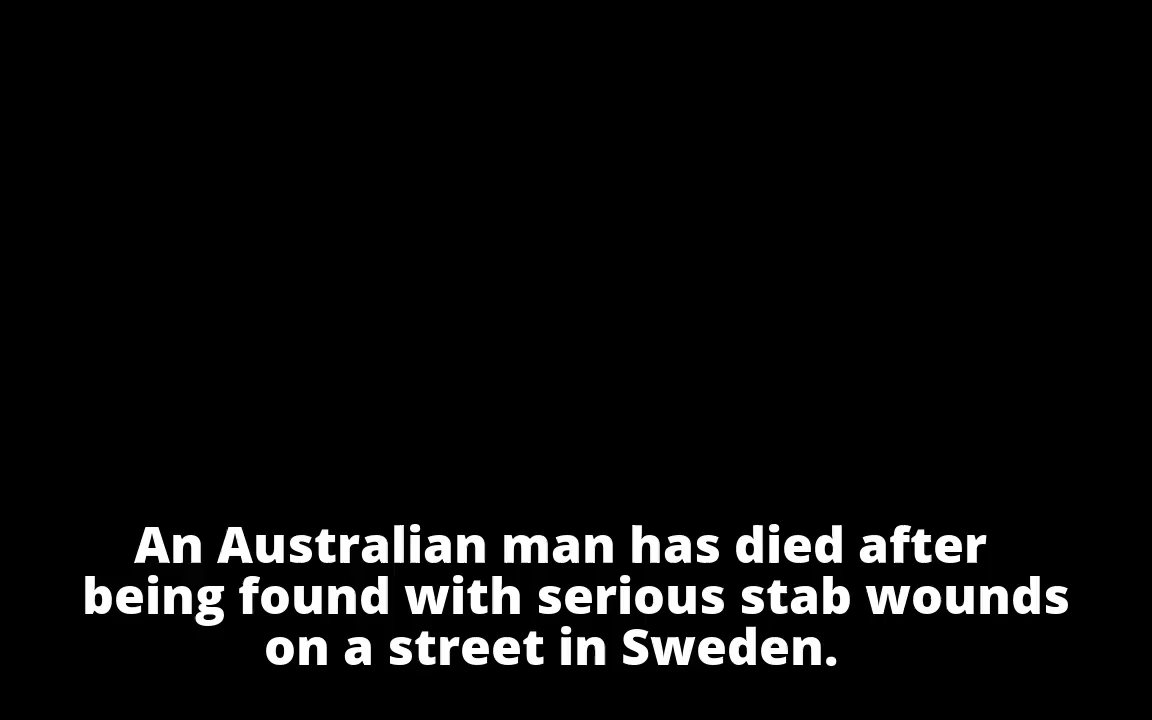 An Australian man has died after
being found with serious stab wounds
on a street in Sweden.